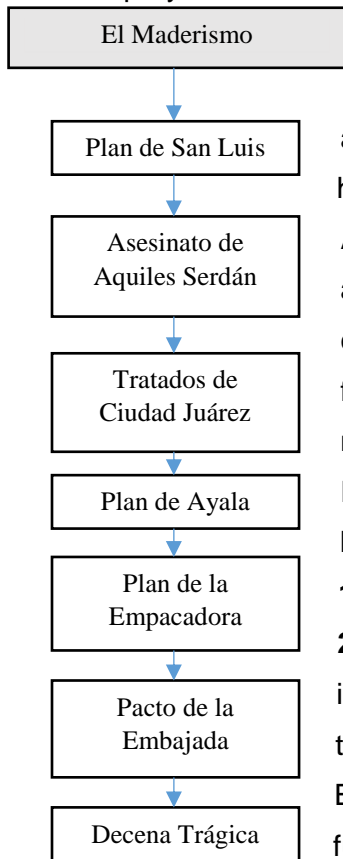 El Maderismo
Plan de San Luis
Asesinato de
Aquiles Serdán
Tratados de
Ciudad Juárez
Plan de Ayala
Plan de la
Empacadora
Pacto de la
Embajada
Decena Trágica